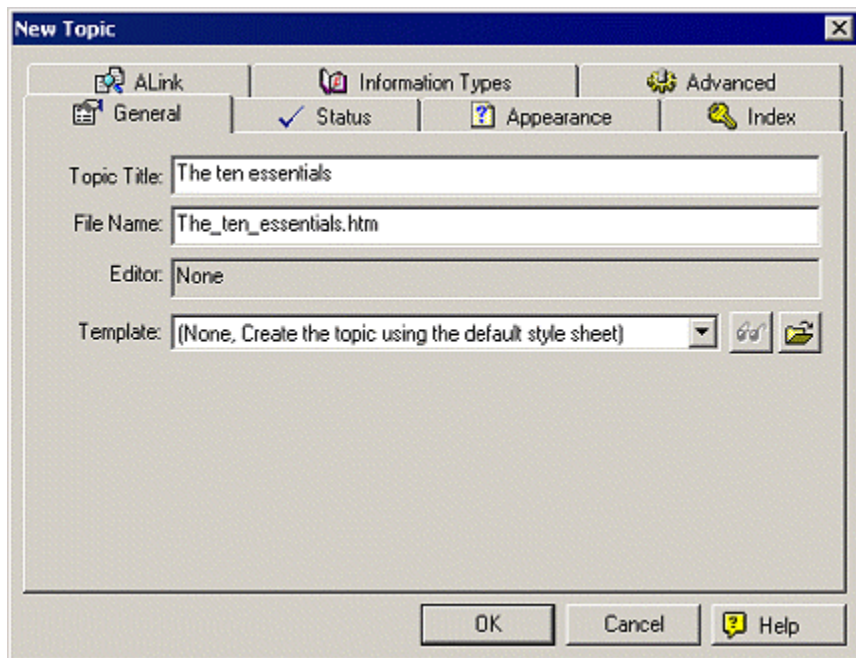 New Topic
ALink Information Types Advanced
General Status Appearance Index
Topic Title: The ten essentials
File Name: The_ten_essentials.htm
Editor: None
Template: (None, Create the topic using the default style sheet)
OK Cancel Help